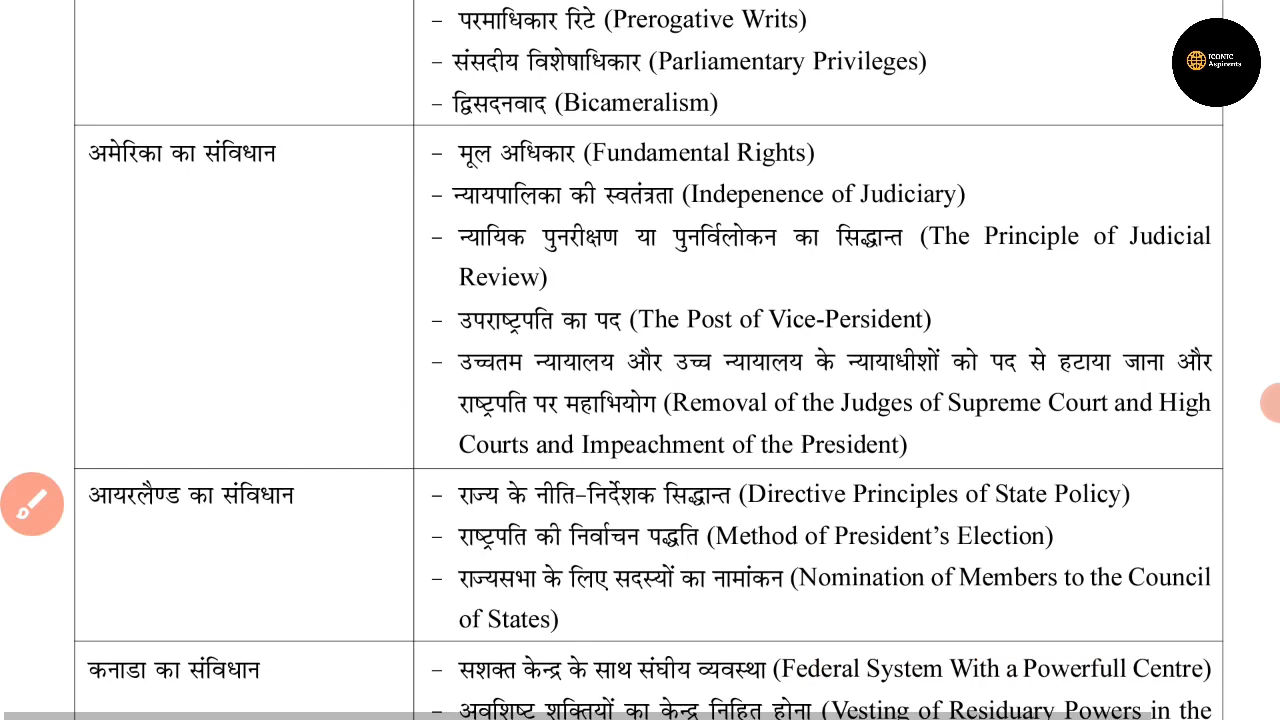 – परमाधिकार रिटे (Prerogative Writs)
– संसदीय विशेषाधिकार (Parliamentary Privileges)
– द्विसदनवाद (Bicameralism)
ICONIC
Aspirents
अमेरिका का संविधान
– मूल अधिकार (Fundamental Rights)
– न्यायपालिका की स्वतंत्रता (Indepenence of Judiciary)
– न्यायिक पुनरीक्षण या पुनर्विलोकन का सिद्धान्त (The Principle of Judicial
Review)
– उपराष्ट्रपति का पद (The Post of Vice-Persident)
– उच्चतम न्यायालय और उच्च न्यायालय के न्यायाधीशों को पद से हटाया जाना और
राष्ट्रपति पर महाभियोग (Removal of the Judges of Supreme Court and High
Courts and Impeachment of the President)
आयरलैण्ड का संविधान
– राज्य के नीति-निर्देशक सिद्धान्त (Directive Principles of State Policy)
– राष्ट्रपति की निर्वाचन पद्धति (Method of President’s Election)
– राज्यसभा के लिए सदस्यों का नामांकन (Nomination of Members to the Council
of States)
कनाडा का संविधान
– सशक्त केन्द्र के साथ संघीय व्यवस्था (Federal System With a Powerfull Centre)
– अवशिष्ट शक्तियों का केन्द्र निहित होना (Vesting of Residuary Powers in the